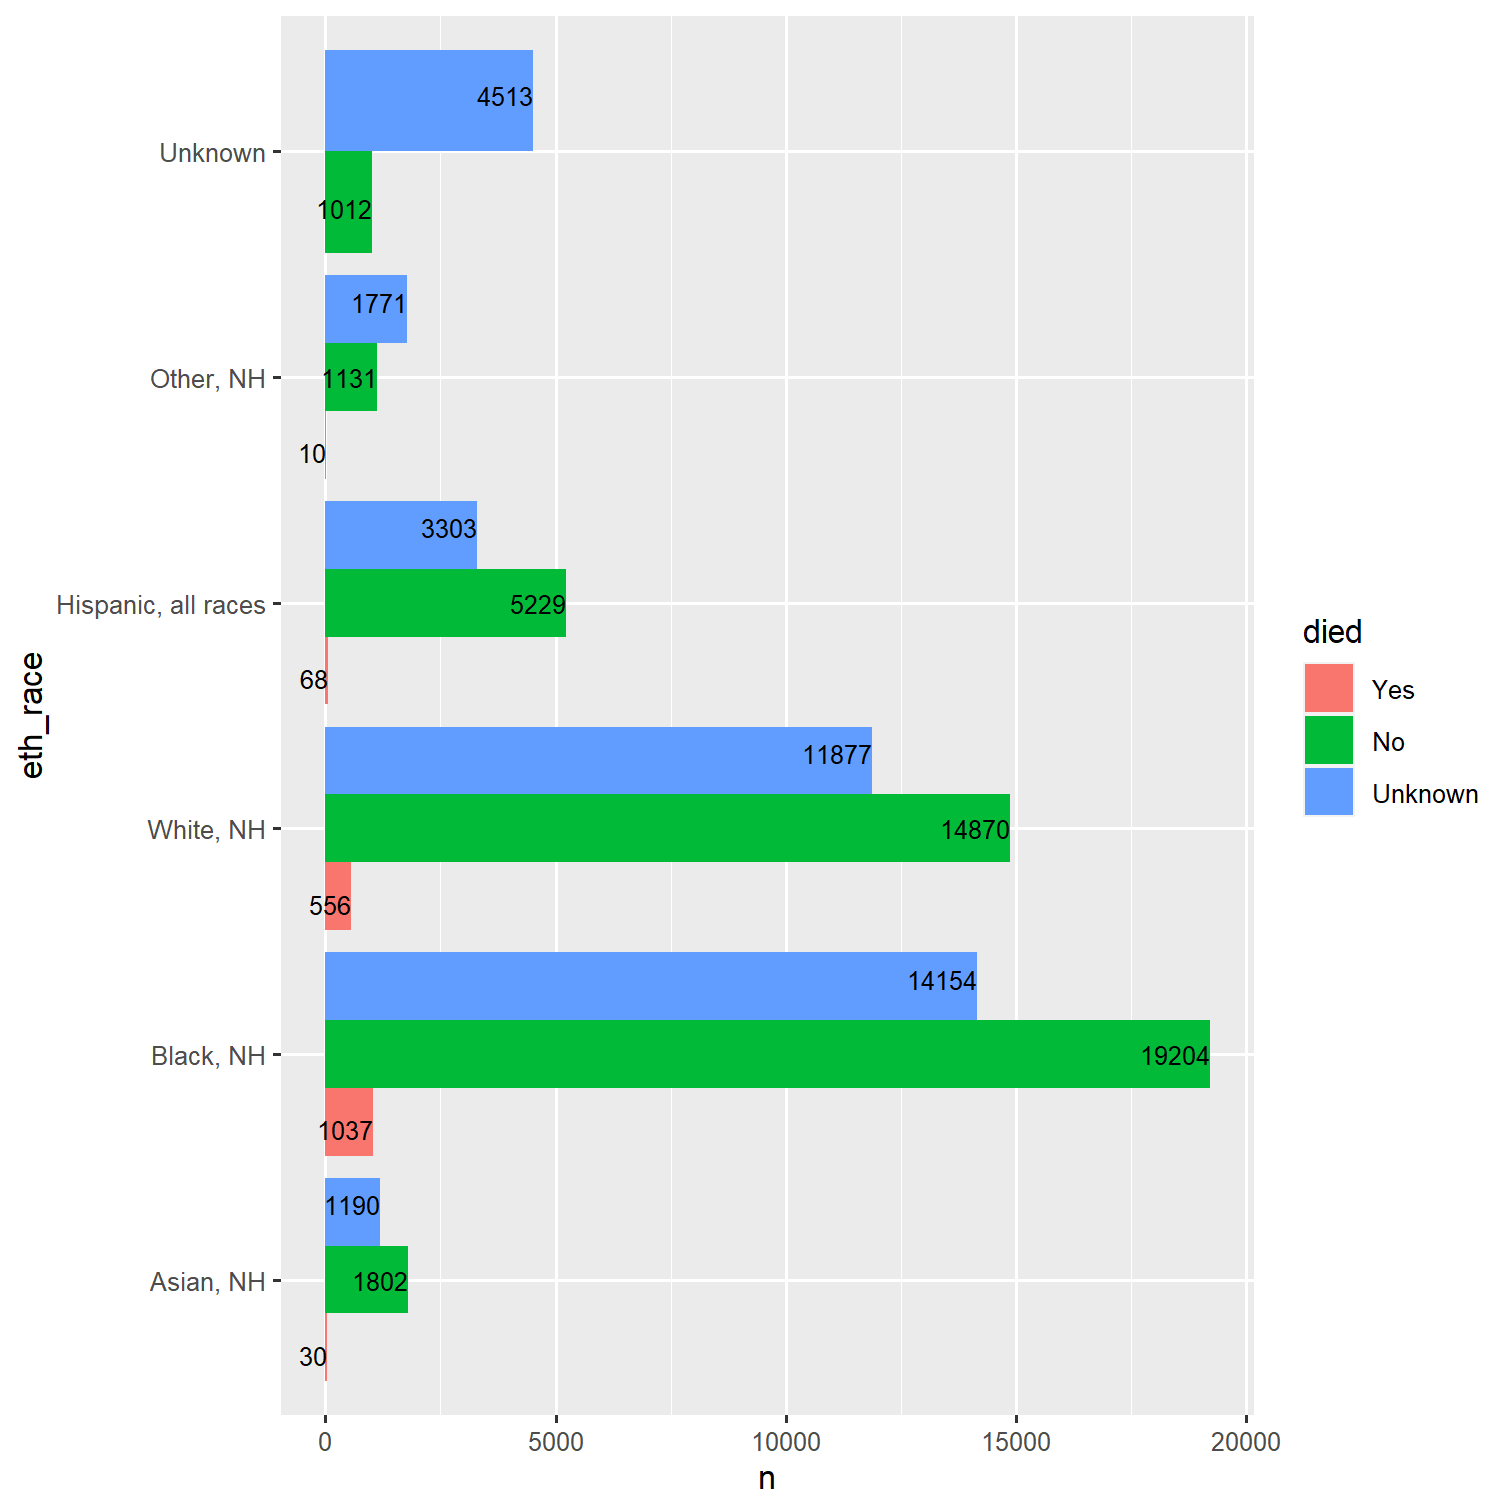 4513
Unknown
1012
1771
Other, NH
1131
10
3303
Hispanic, all races
5229
68
11877
White, NH
14870
556
14154
Black, NH
19204
1037
1190
Asian, NH
1802
30
0 5000 10000 15000 20000
n
eth_race
died
Yes
No
Unknown